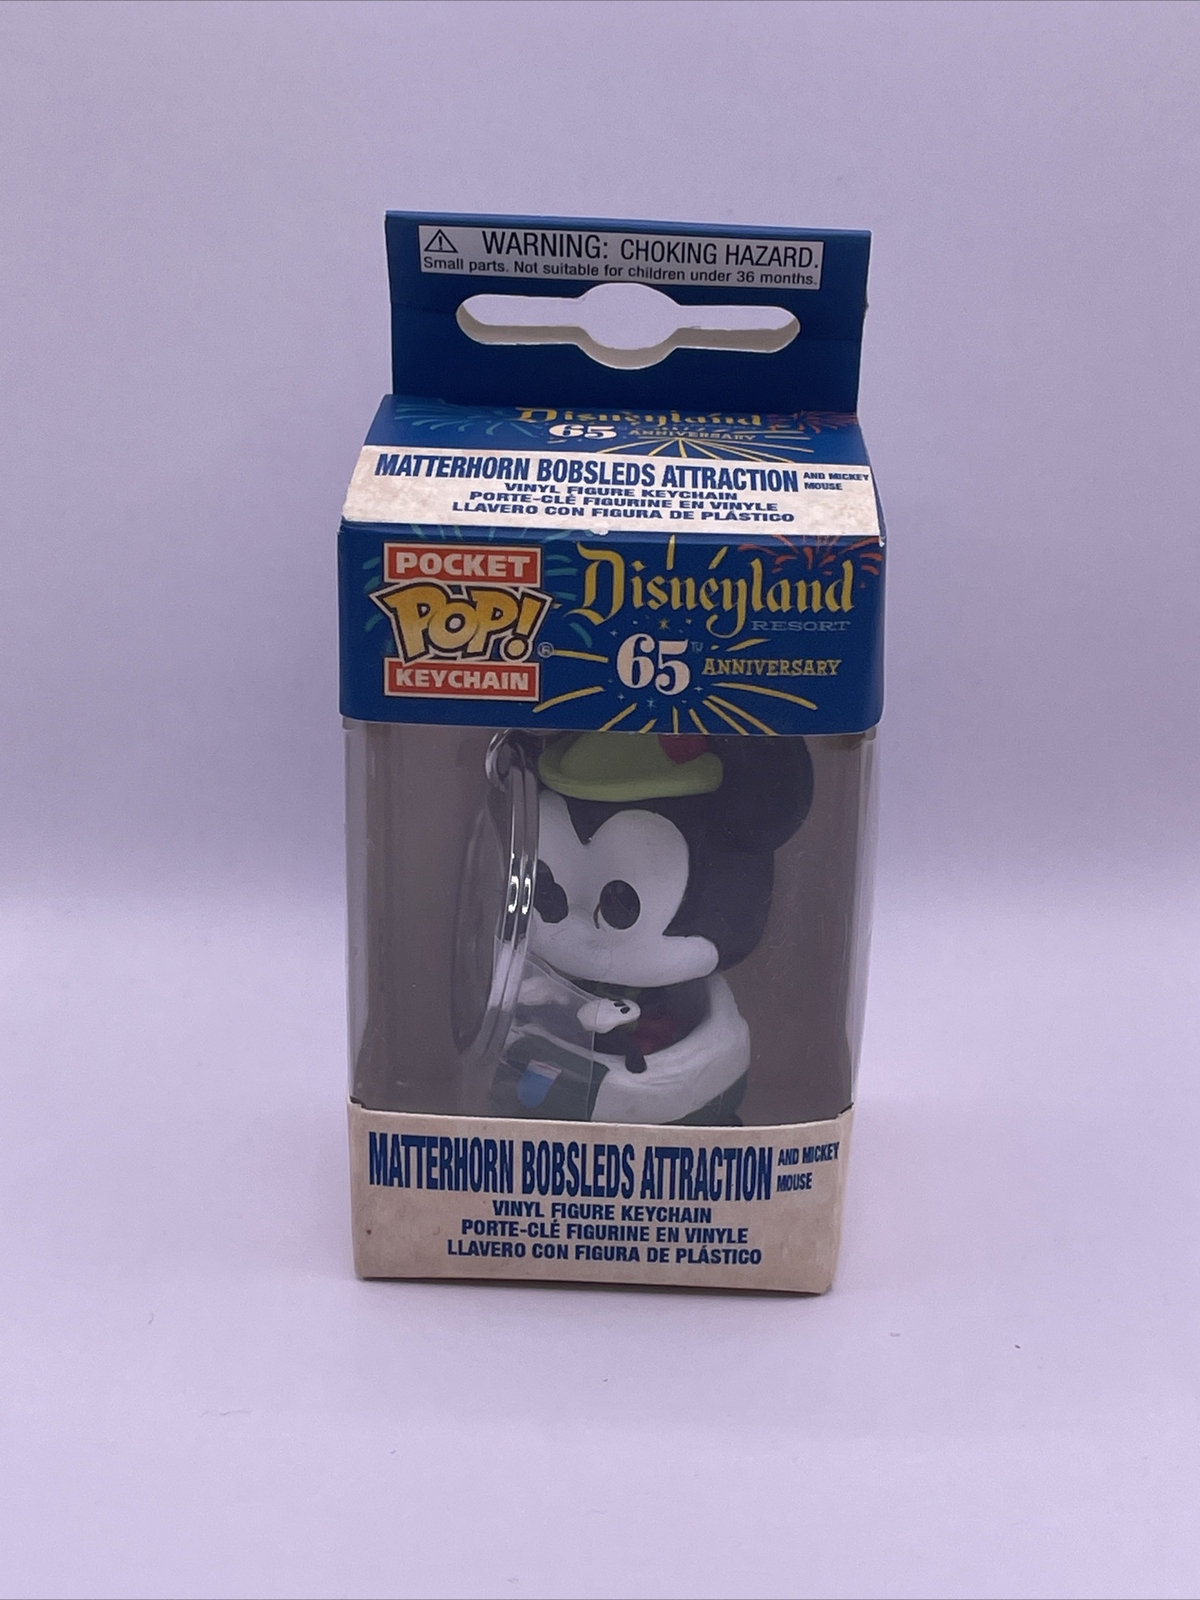 WARNING: CHOKING HAZARD.
Small parts. Not suitable for children under 36 months.
Disneyland
65 ANNIVERSARY
MATTERHORN BOBSLEDS ATTRACTION AND MICKEY MOUSE
VINYL FIGURE KEYCHAIN
PORTE-CLÉ FIGURINE EN VINYLE
LLAVERO CON FIGURA DE PLÁSTICO
POCKET
POP!®
KEYCHAIN
Disneyland
RESORT
65TH ANNIVERSARY
MATTERHORN BOBSLEDS ATTRACTION AND MICKEY MOUSE
VINYL FIGURE KEYCHAIN
PORTE-CLÉ FIGURINE EN VINYLE
LLAVERO CON FIGURA DE PLÁSTICO